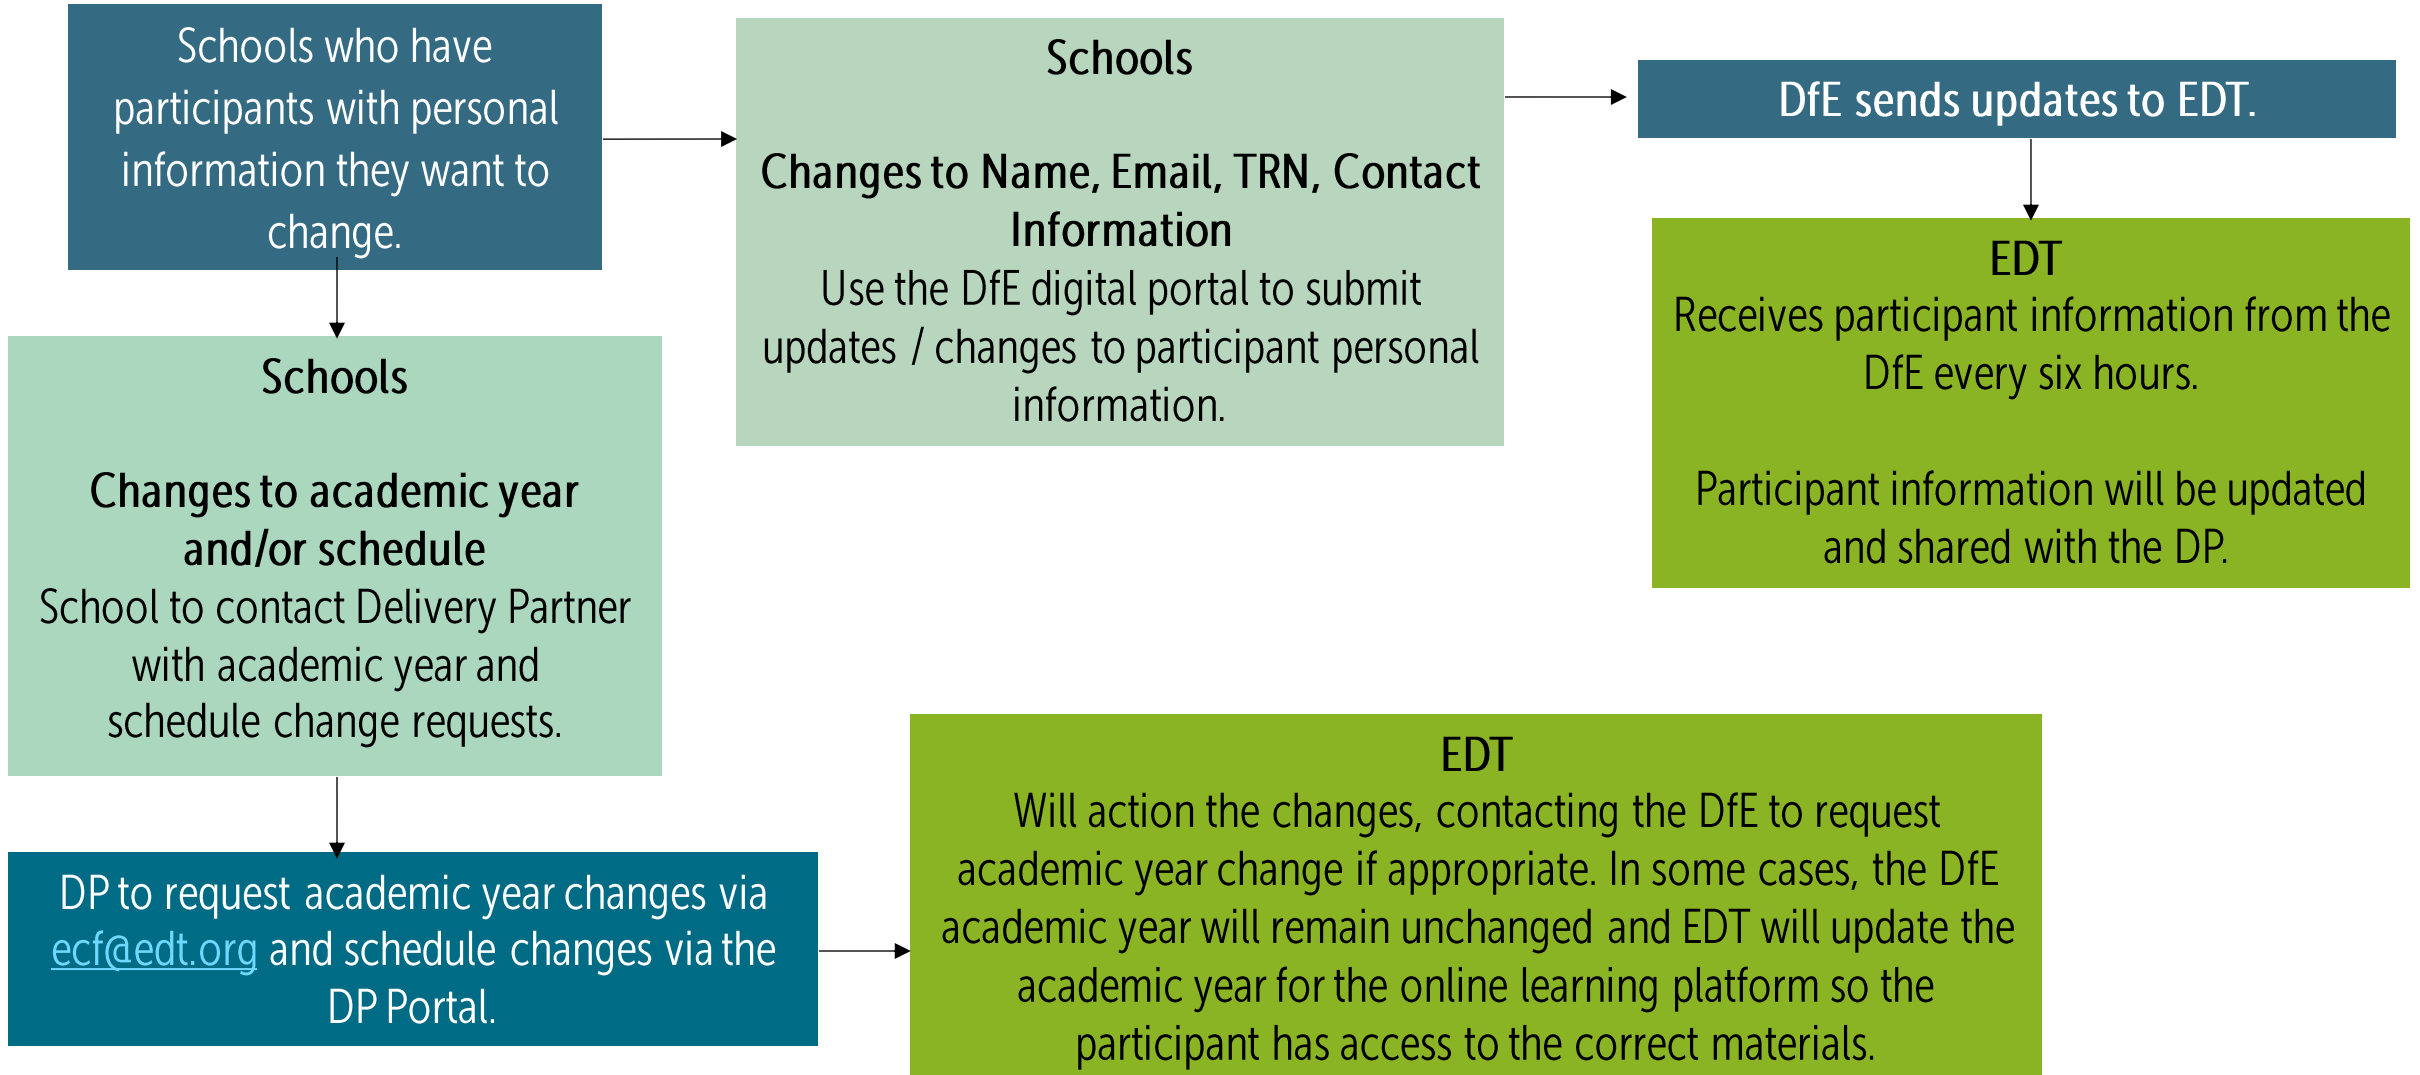 Schools who have
participants with personal
information they want to
change.
Schools
Changes to Name, Email, TRN, Contact
Information
Use the DfE digital portal to submit
updates / changes to participant personal
information.
DfE sends updates to EDT.
EDT
Receives participant information from the
DfE every six hours.
Participant information will be updated
and shared with the DP.
Schools
Changes to academic year
and/or schedule
School to contact Delivery Partner
with academic year and
schedule change requests.
DP to request academic year changes via
ecf@edt.org and schedule changes via the
DP Portal.
EDT
Will action the changes, contacting the DfE to request
academic year change if appropriate. In some cases, the DfE
academic year will remain unchanged and EDT will update the
academic year for the online learning platform so the
participant has access to the correct materials.